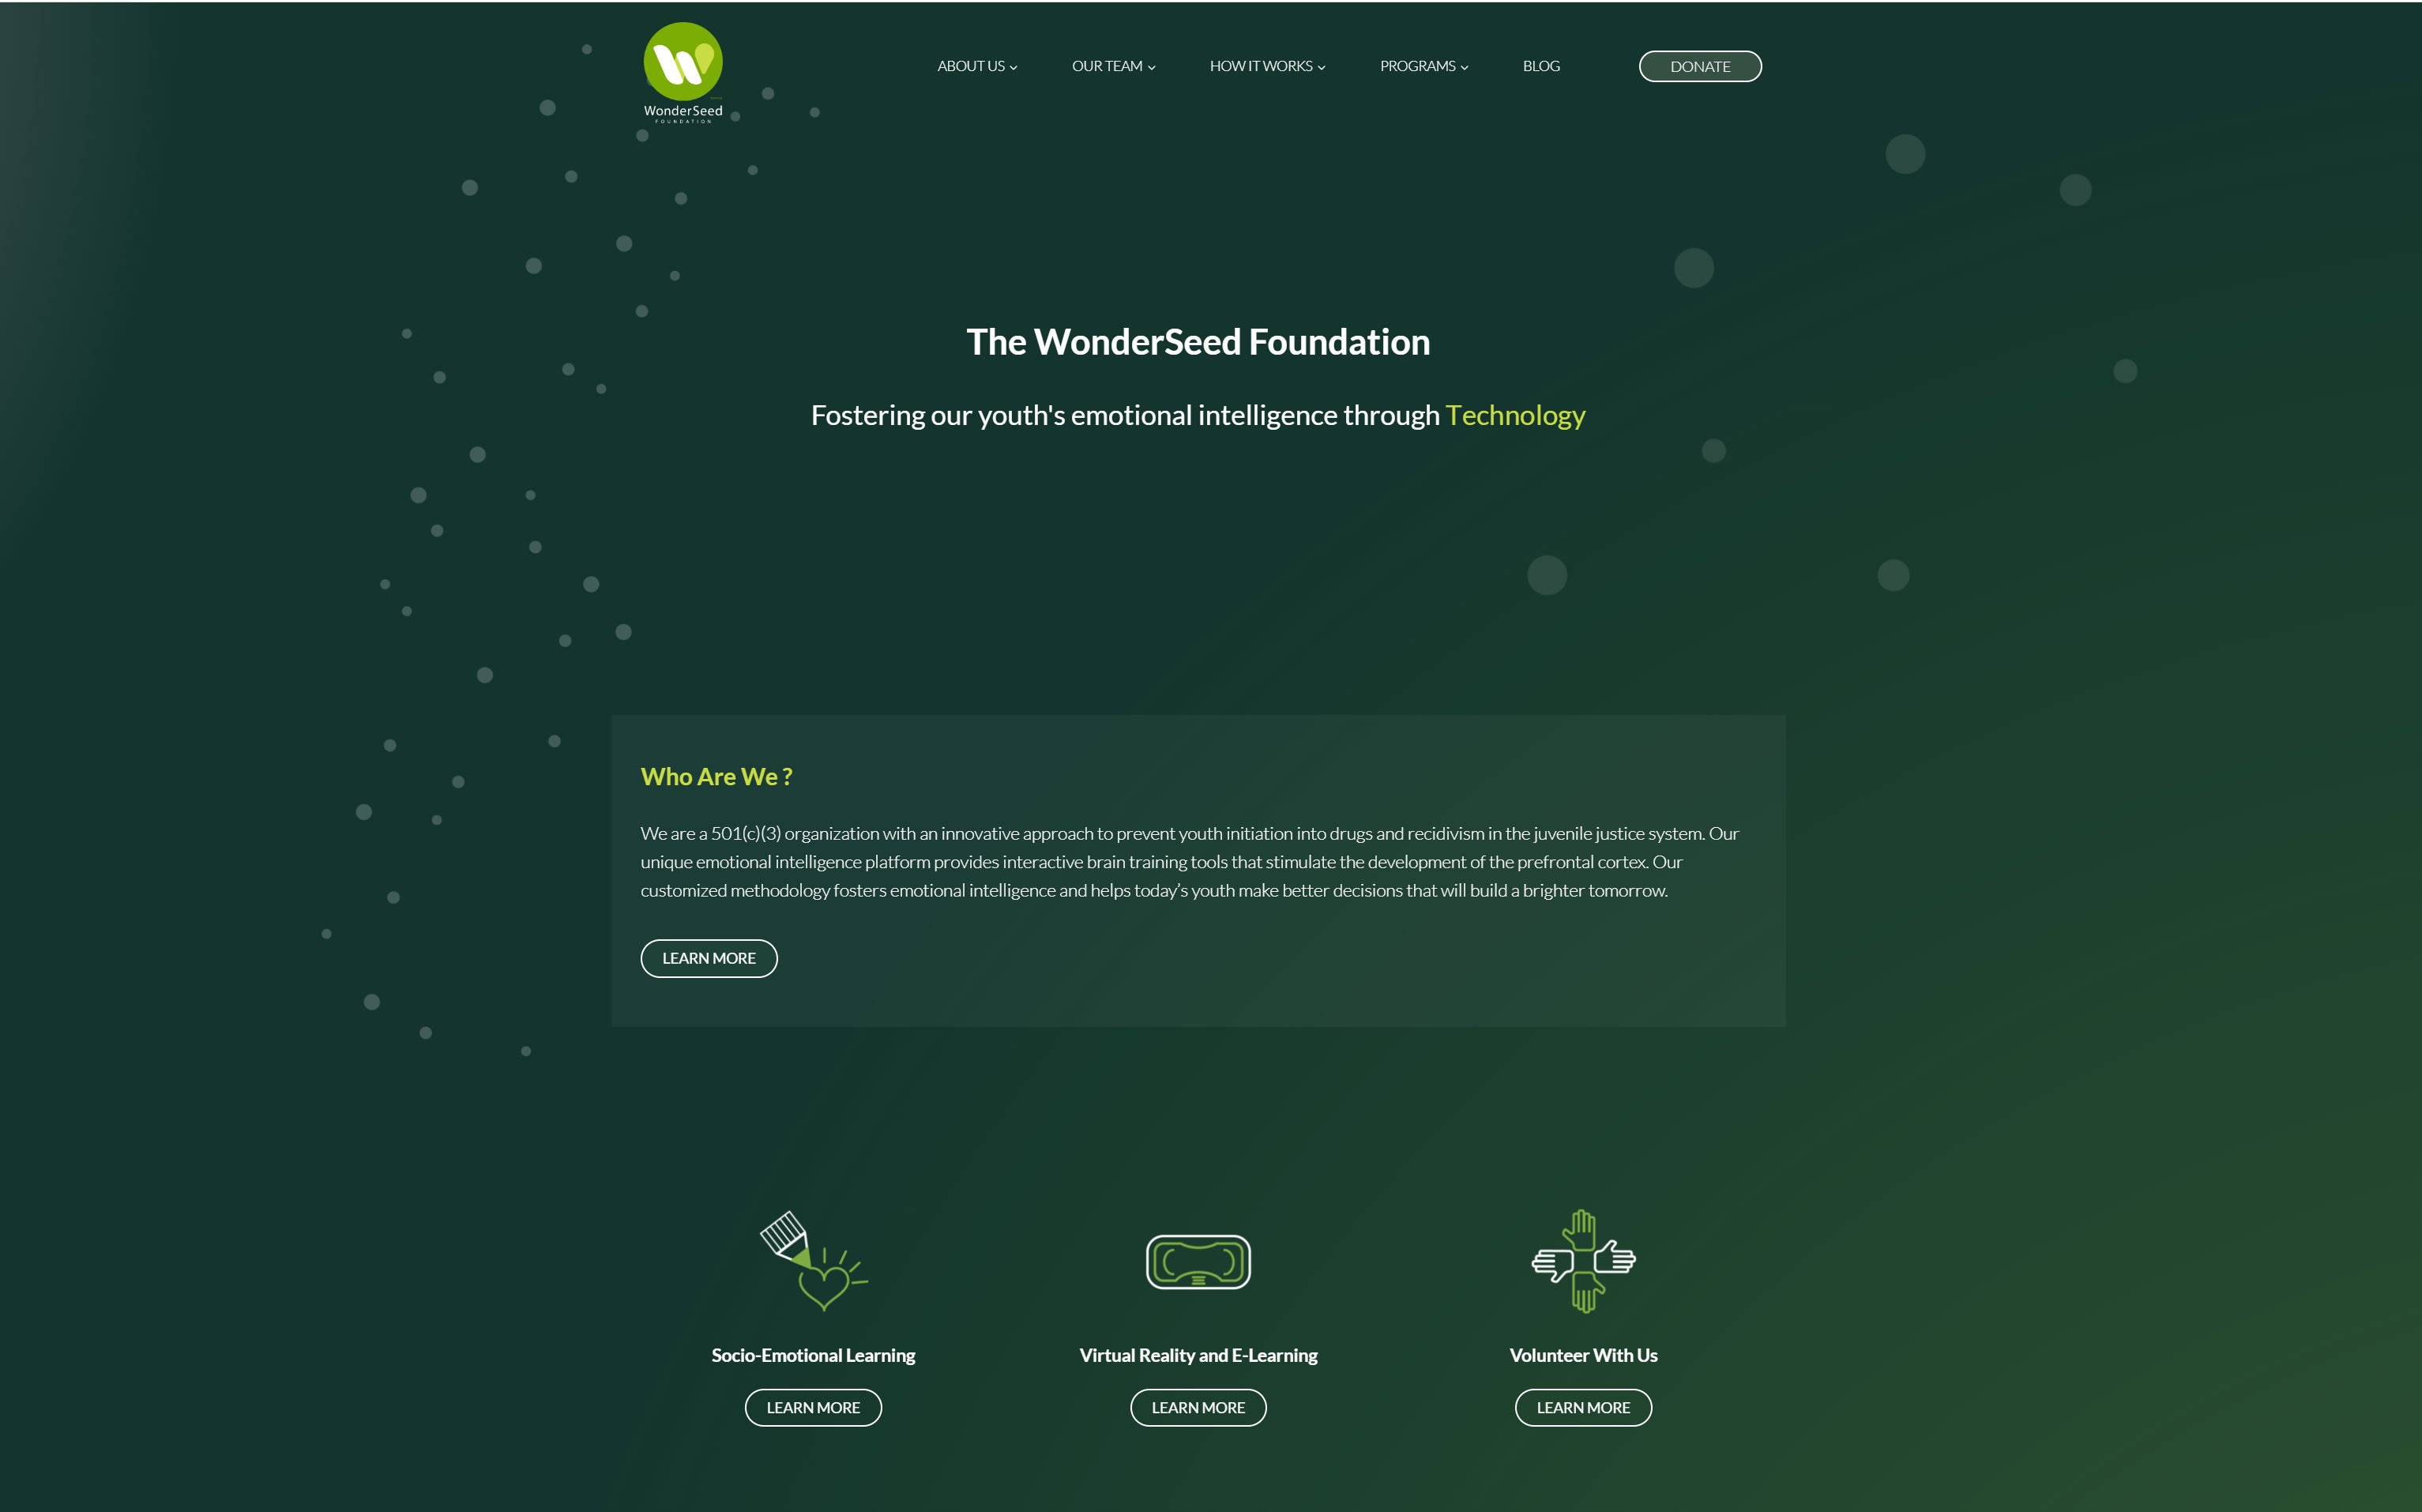 WonderSeed
FOUNDATION
ABOUT US
OUR TEAM
HOW IT WORKS
PROGRAMS
BLOG
DONATE
The WonderSeed Foundation
Fostering our youth's emotional intelligence through Technology
Who Are We ?
We are a 501(c)(3) organization with an innovative approach to prevent youth initiation into drugs and recidivism in the juvenile justice system. Our
unique emotional intelligence platform provides interactive brain training tools that stimulate the development of the prefrontal cortex. Our
customized methodology fosters emotional intelligence and helps today’s youth make better decisions that will build a brighter tomorrow.
LEARN MORE
Socio-Emotional Learning
Virtual Reality and E-Learning
Volunteer With Us
LEARN MORE
LEARN MORE
LEARN MORE